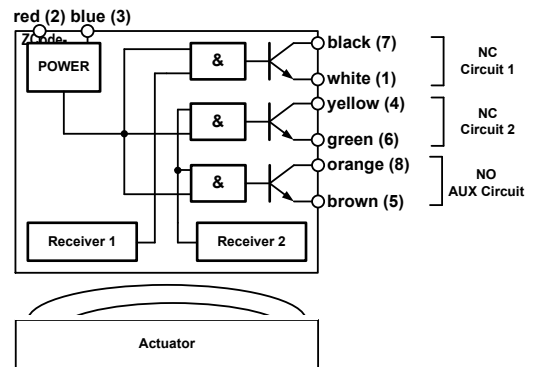 red (2) blue (3)
ZCode-
POWER
&
&
&
black (7)
white (1)
yellow (4)
green (6)
orange (8)
brown (5)
NC
Circuit 1
NC
Circuit 2
NO
AUX Circuit
Receiver 1
Receiver 2
Actuator